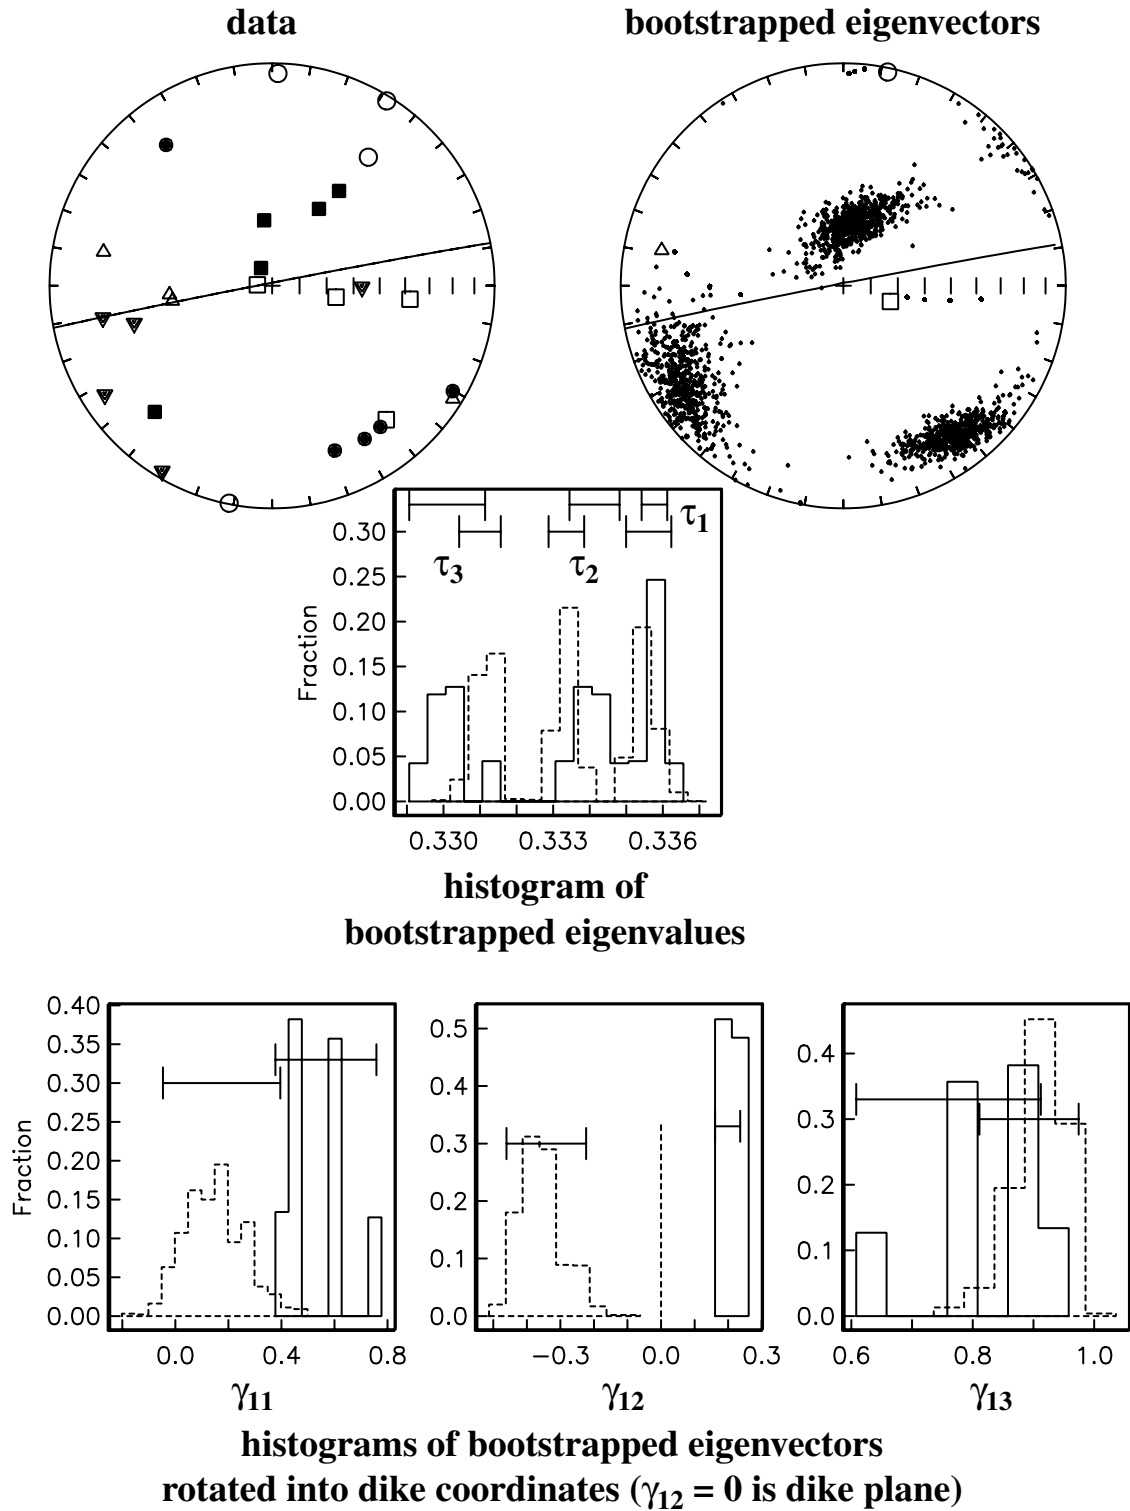 data bootstrapped eigenvectors
τ1
τ3 τ2
Fraction
0.30
0.25
0.20
0.15
0.10
0.05
0.00
0.330 0.333 0.336
histogram of
bootstrapped eigenvalues
Fraction
0.40
0.35
0.30
0.25
0.20
0.15
0.10
0.05
0.00
0.0 0.4 0.8
γ11
0.5
0.4
0.3
0.2
0.1
0.0
−0.3 0.0 0.3
γ12
0.4
0.3
0.2
0.1
0.0
0.6 0.8 1.0
γ13
histograms of bootstrapped eigenvectors
rotated into dike coordinates (γ12 = 0 is dike plane)